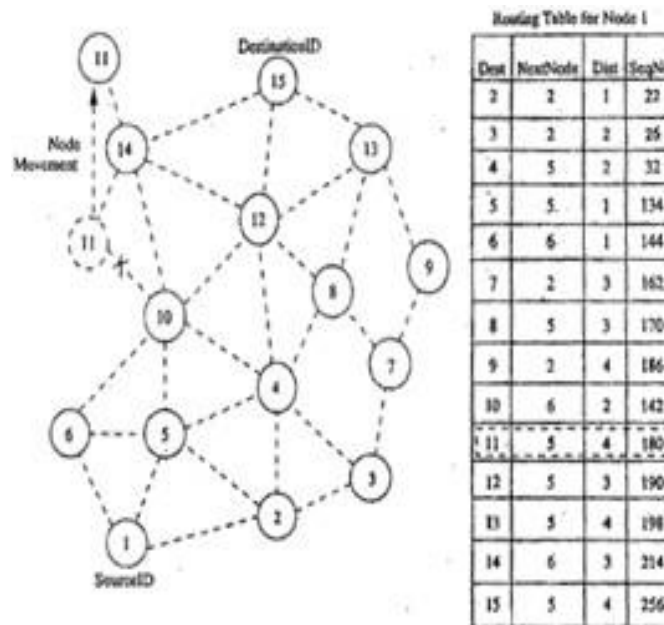 Routing Table for Node 1
11
DestinationID
15
Node
Movement
14
13
11
12
9
8
10
7
4
6
5
3
2
1
SourceID
Dest NextNode Dist SeqN
2 2 1 22
3 2 2 26
4 5 2 32
5 5. 1 134
6 6 1 144
7 2 3 162
8 5 3 170
9 2 4 186
10 6 2 142
11 5 4 180
12 5 3 190
13 5 4 198
14 6 3 214
15 5 4 256